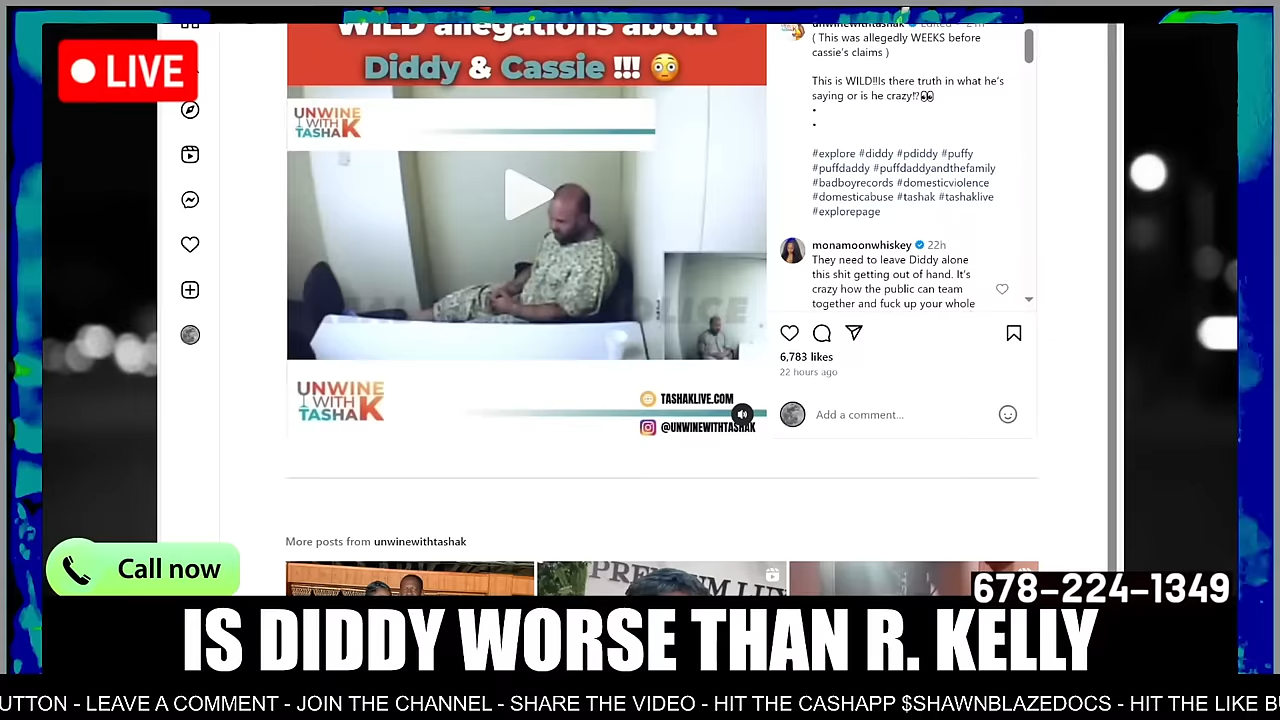 LIVE
WILD allegations about
Diddy & Cassie !!! 😳
UNWINE
WITH
TASHA K
UNWINE
WITH
TASHA K
TASHAKLIVE.COM
@UNWINEWITHTASHAK
unwinewithtashak
( This was allegedly WEEKS before
cassie's claims )
This is WILD!!Is there truth in what he's
saying or is he crazy!?👀
•
•
#explore #diddy #pdiddy #puffy
#puffdaddy #puffdaddyandthefamily
#badboyrecords #domesticviolence
#domesticabuse #tashak #tashaklive
#explorepage
monamoonwhiskey 22h
They need to leave Diddy alone
this shit getting out of hand. It's
crazy how the public can team
together and fuck up your whole
6,783 likes
22 hours ago
Add a comment...
More posts from unwinewithtashak
Call now
678-224-1349
IS DIDDY WORSE THAN R. KELLY
UTTON - LEAVE A COMMENT - JOIN THE CHANNEL - SHARE THE VIDEO - HIT THE CASHAPP $SHAWNBLAZEDOCS - HIT THE LIKE B